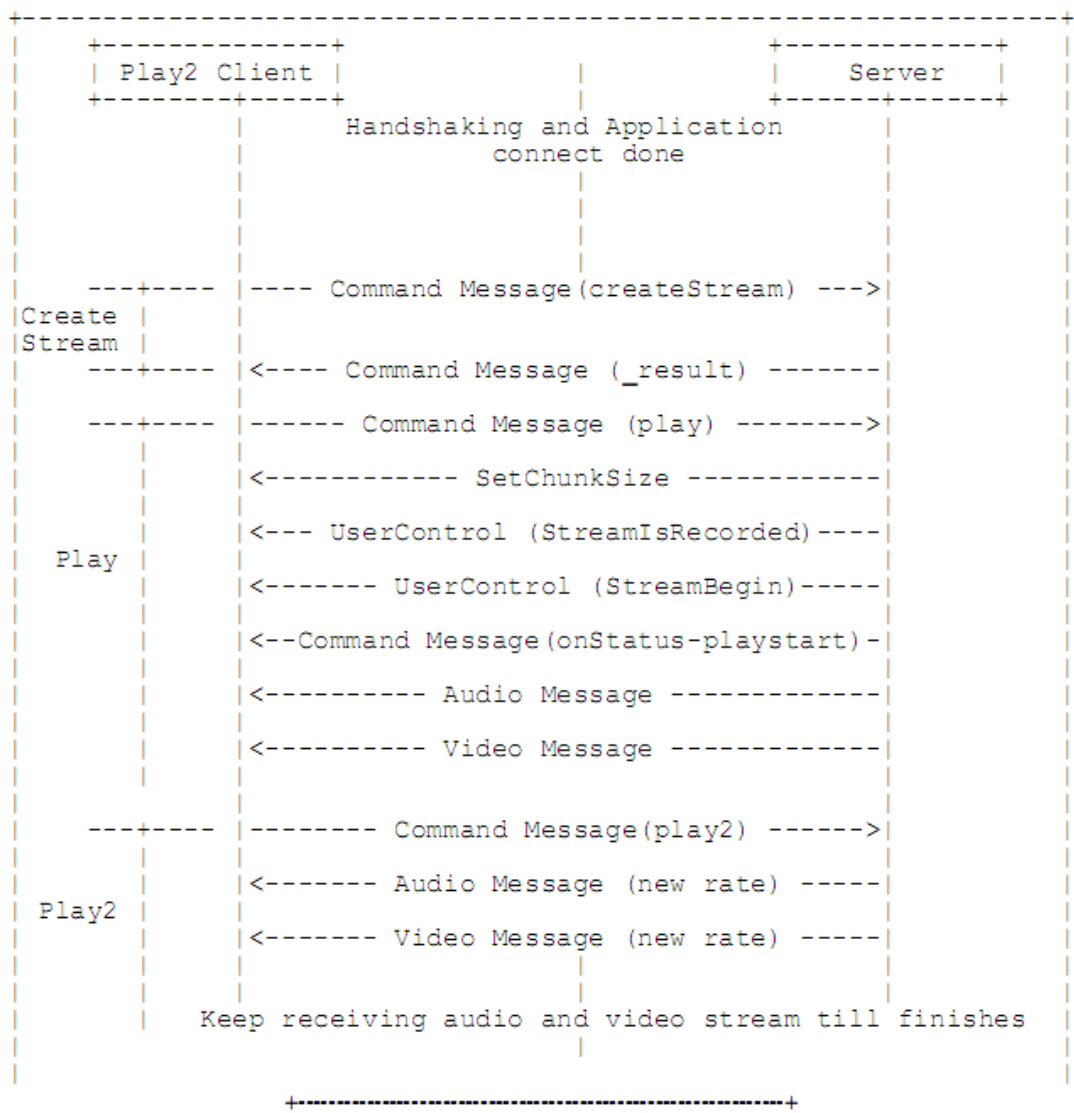 Play2 Client Server
Handshaking and Application
connect done
---+---- |---- Command Message(createStream) --->|
Create
Stream
---+---- |<---- Command Message (_result) -------|
---+---- |------ Command Message (play) -------->|
|<------------ SetChunkSize ------------|
|<--- UserControl (StreamIsRecorded)----|
Play
|<------- UserControl (StreamBegin)-----|
|<--Command Message(onStatus-playstart)-|
|<---------- Audio Message -------------|
|<---------- Video Message -------------|
---+---- |-------- Command Message(play2) ------>|
|<------- Audio Message (new rate) -----|
Play2
|<------- Video Message (new rate) -----|
Keep receiving audio and video stream till finishes